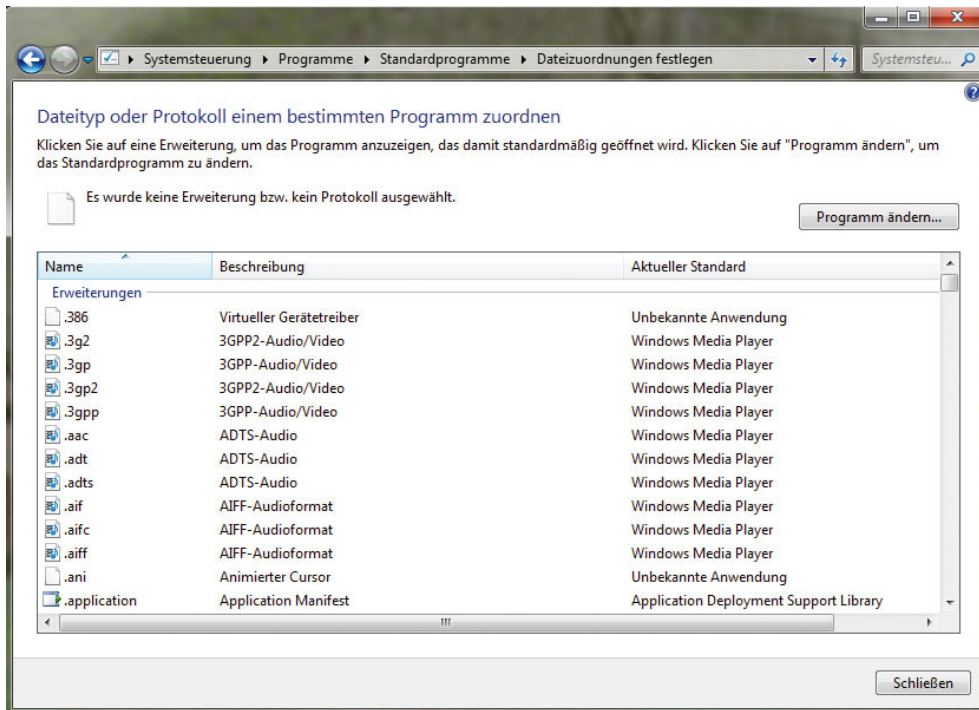 Systemsteuerung Programme Standardprogramme Dateizuordnungen festlegen Systemsteu...
Dateityp oder Protokoll einem bestimmten Programm zuordnen
Klicken Sie auf eine Erweiterung, um das Programm anzuzeigen, das damit standardmäßig geöffnet wird. Klicken Sie auf "Programm ändern", um
das Standardprogramm zu ändern.
Es wurde keine Erweiterung bzw. kein Protokoll ausgewählt.
Programm ändern...
Name Beschreibung Aktueller Standard
Erweiterungen
.386 Virtueller Gerätetreiber Unbekannte Anwendung
.3g2 3GPP2-Audio/Video Windows Media Player
.3gp 3GPP-Audio/Video Windows Media Player
.3gp2 3GPP2-Audio/Video Windows Media Player
.3gpp 3GPP-Audio/Video Windows Media Player
.aac ADTS-Audio Windows Media Player
.adt ADTS-Audio Windows Media Player
.adts ADTS-Audio Windows Media Player
.aif AIFF-Audioformat Windows Media Player
.aifc AIFF-Audioformat Windows Media Player
.aiff AIFF-Audioformat Windows Media Player
.ani Animierter Cursor Unbekannte Anwendung
.application Application Manifest Application Deployment Support Library
Schließen